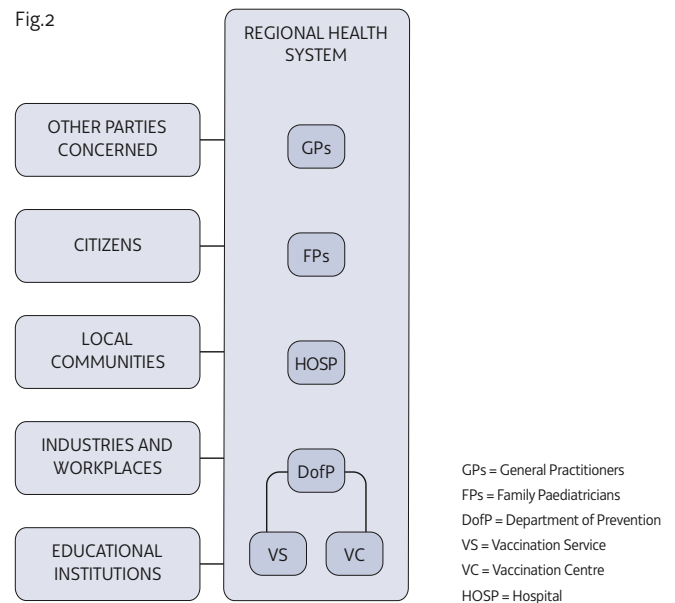 Fig.2
REGIONAL HEALTH
SYSTEM
OTHER PARTIES
CONCERNED
GPs
CITIZENS
FPs
LOCAL
COMMUNITIES
HOSP
INDUSTRIES AND
WORKPLACES
DofP
EDUCATIONAL
INSTITUTIONS
VS
VC
GPs = General Practitioners
FPs = Family Paediatricians
DofP = Department of Prevention
VS = Vaccination Service
VC = Vaccination Centre
HOSP = Hospital